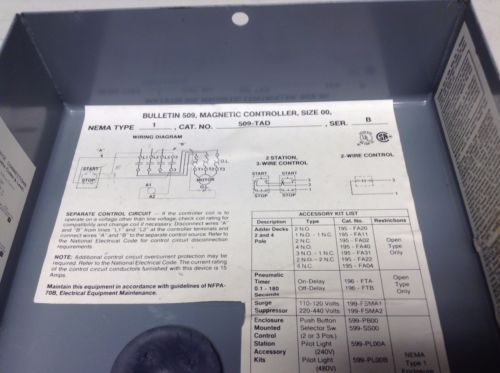 BULLETIN 509, MAGNETIC CONTROLLER, SIZE 00,
NEMA TYPE 1, CAT. NO. 509-TAD, SER. B
WIRING DIAGRAM
START
STOP
O.L.
MOTOR
A1
A2
2 STATION,
3-WIRE CONTROL
START
STOP
2-WIRE CONTROL
SEPARATE CONTROL CIRCUIT — If the controller coil is to
operate on a voltage other than line voltage, check coil rating for
compatibility and change coil if necessary. Disconnect wires "A"
and "B" from lines "L1" and "L2" at the controller terminals and
connect wires "A" and "B" to the separate control source. Refer to
the National Electrical Code for control circuit disconnection
requirements.
NOTE: Additional control circuit overcurrent protection may be
required. Refer to the National Electrical Code. The current rating
of the control circuit conductors furnished with this device is 15
Amps.
Maintain this equipment in accordance with guidelines of NFPA-
70B, Electrical Equipment Maintenance.
ACCESSORY KIT LIST
Description Type Cat. No. Restrictions
Adder Decks 2 and 4 Pole
2 N.O. 195 - FA20
1 N.O. - 1 N.C. 195 - FA11
2 N.C. 195 - FA02
4 N.O. 195 - FA40
3 N.O. - 1 N.C. 195 - FA31
2 N.O. - 2 N.C. 195 - FA22
4 N.C. 195 - FA04
Open Type Only
Pneumatic Timer 0.1 - 180 Seconds
On-Delay 196 - FTA
Off-Delay 196 - FTB
Open Type Only
Surge Suppressor
110-120 Volts 199-FSMA1
220-440 Volts 199-FSMA2
Enclosure Mounted Control Station Accessory Kits
Push Button 599-PB00
Selector Sw. (2 or 3 Pos.) 599-SS00
Pilot Light (240V) 599-PL00A
Pilot Light 599-PL00B
NEMA
Type 1